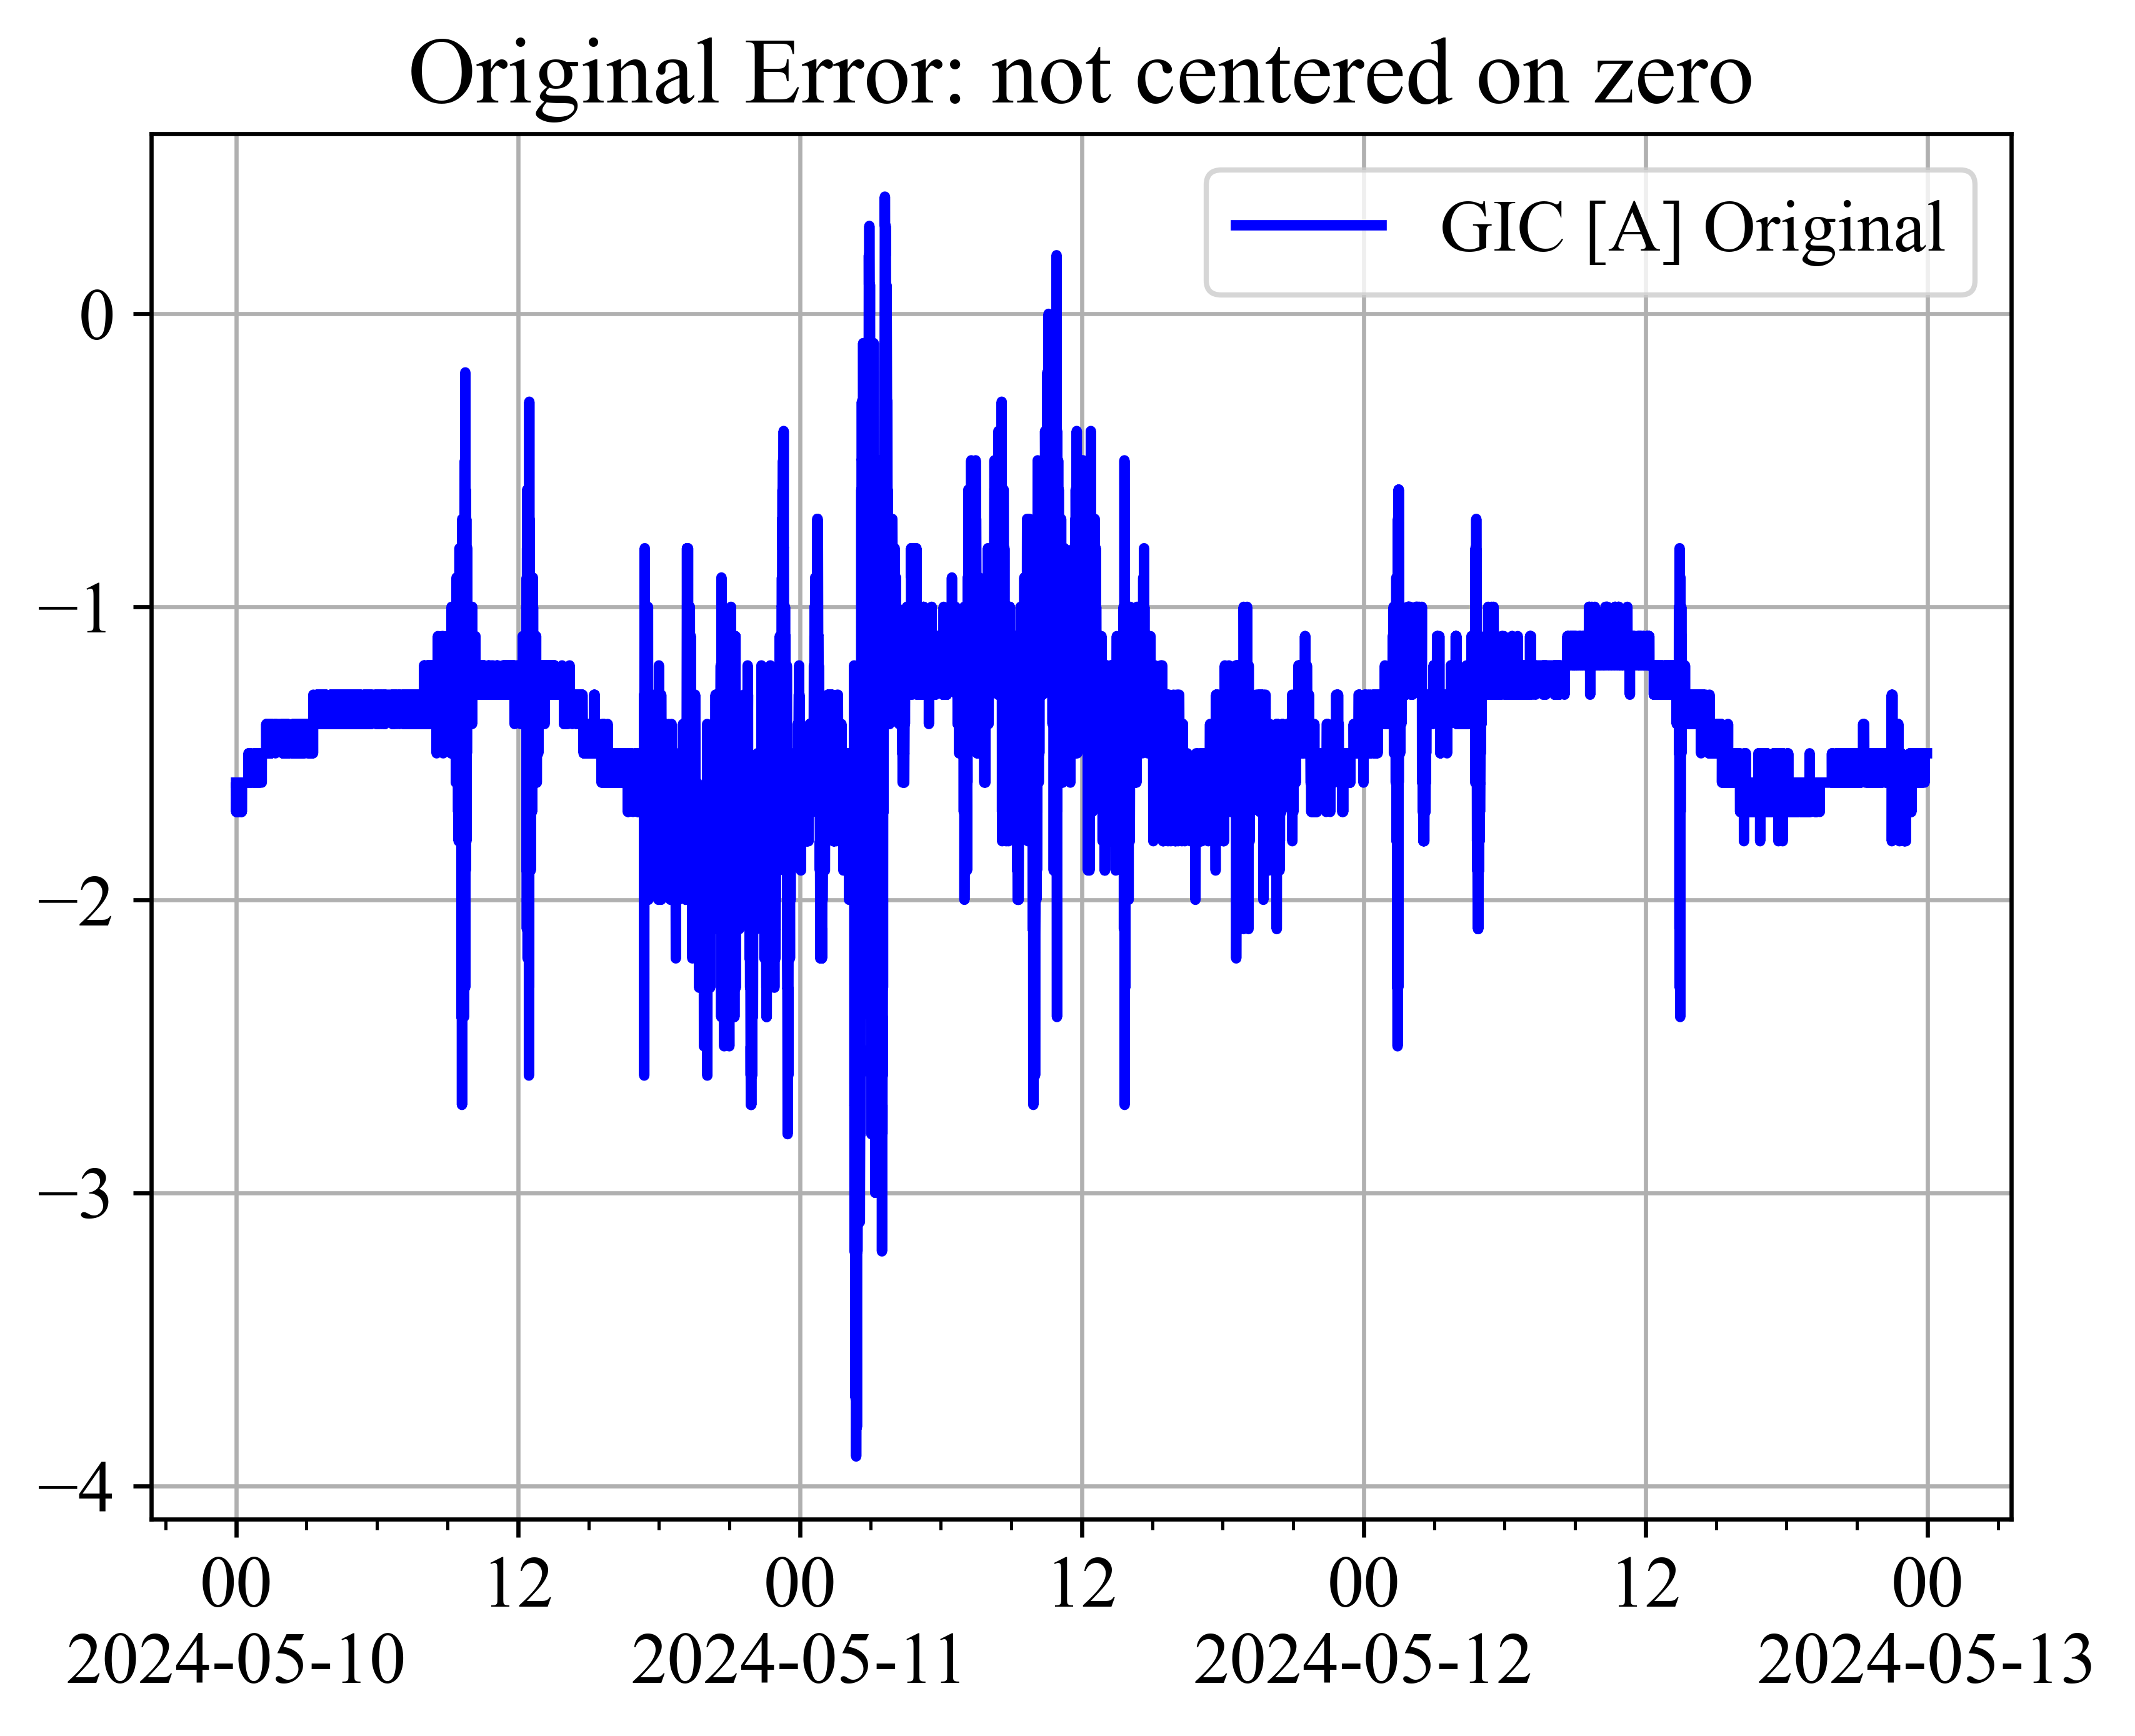 Original Error: not centered on zero
GIC [A] Original
0
−1
−2
−3
−4
00 12 00 12 00 12 00
2024-05-10 2024-05-11 2024-05-12 2024-05-13